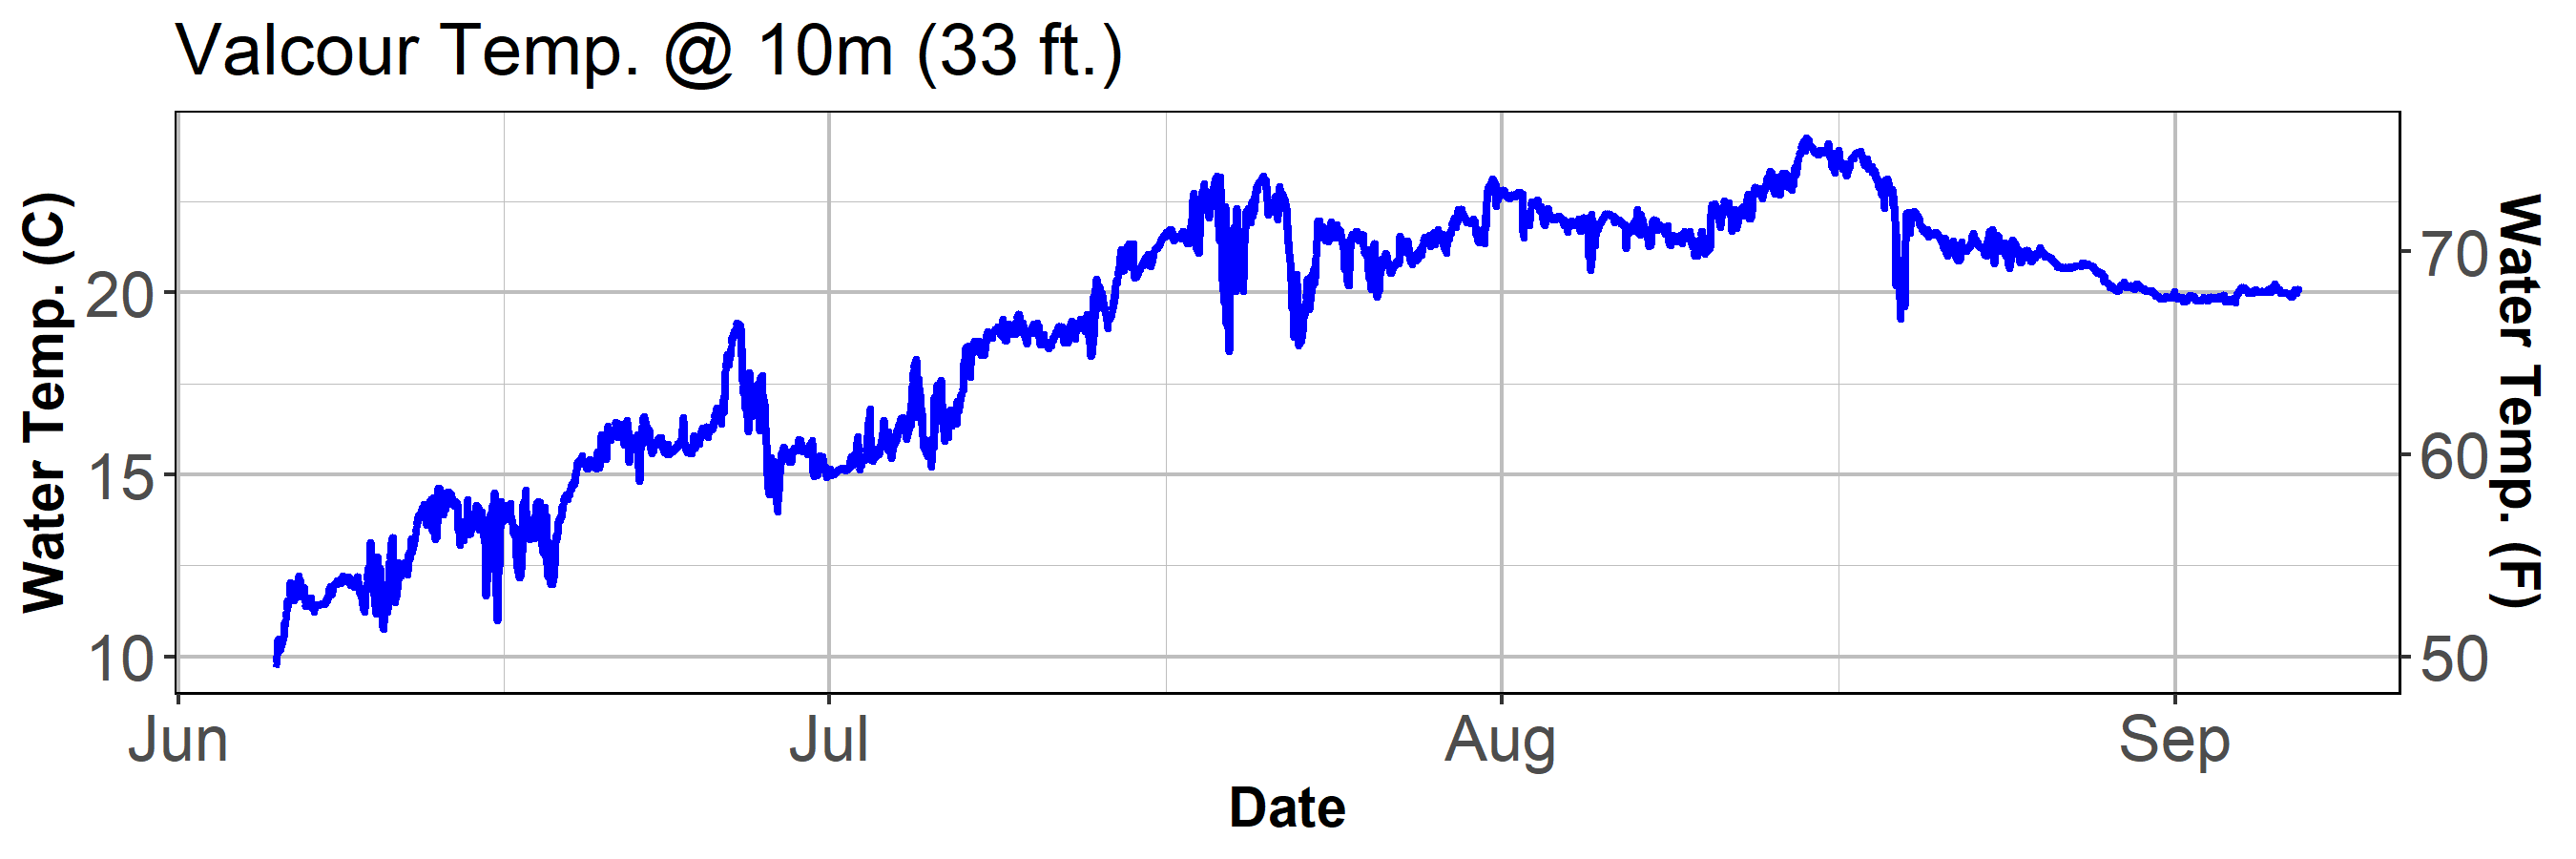 Valcour Temp. @ 10m (33 ft.)
Water Temp. (C)
20
15
10
70
60
50
Water Temp. (F)
Jun Jul Aug Sep
Date